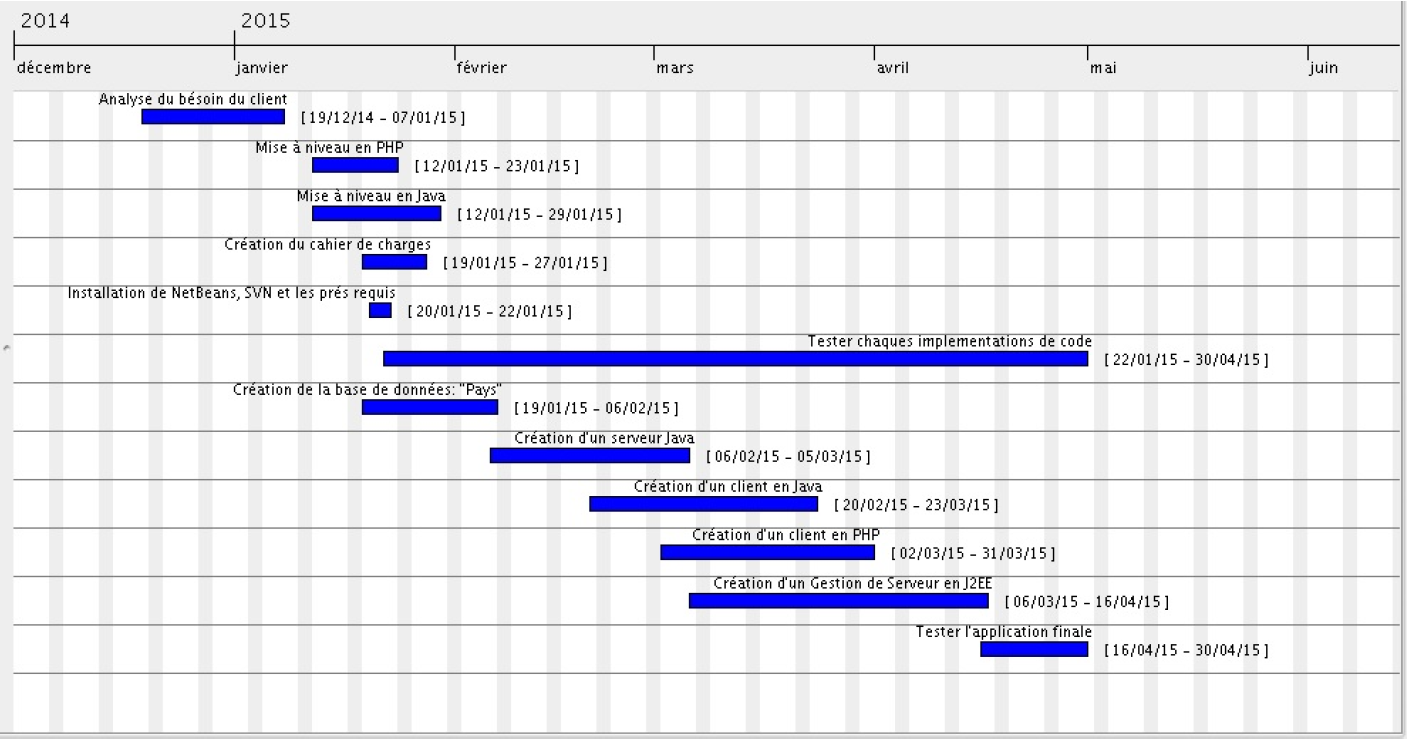 2014 2015
décembre janvier février mars avril mai juin
Analyse du bésoin du client
[19/12/14 - 07/01/15]
Mise à niveau en PHP
[12/01/15 - 23/01/15]
Mise à niveau en Java
[12/01/15 - 29/01/15]
Création du cahier de charges
[19/01/15 - 27/01/15]
Installation de NetBeans, SVN et les prés requis
[20/01/15 - 22/01/15]
Tester chaques implementations de code
[22/01/15 - 30/04/15]
Création de la base de données: "Pays"
[19/01/15 - 06/02/15]
Création d'un serveur Java
[06/02/15 - 05/03/15]
Création d'un client en Java
[20/02/15 - 23/03/15]
Création d'un client en PHP
[02/03/15 - 31/03/15]
Création d'un Gestion de Serveur en J2EE
[06/03/15 - 16/04/15]
Tester l'application finale
[16/04/15 - 30/04/15]